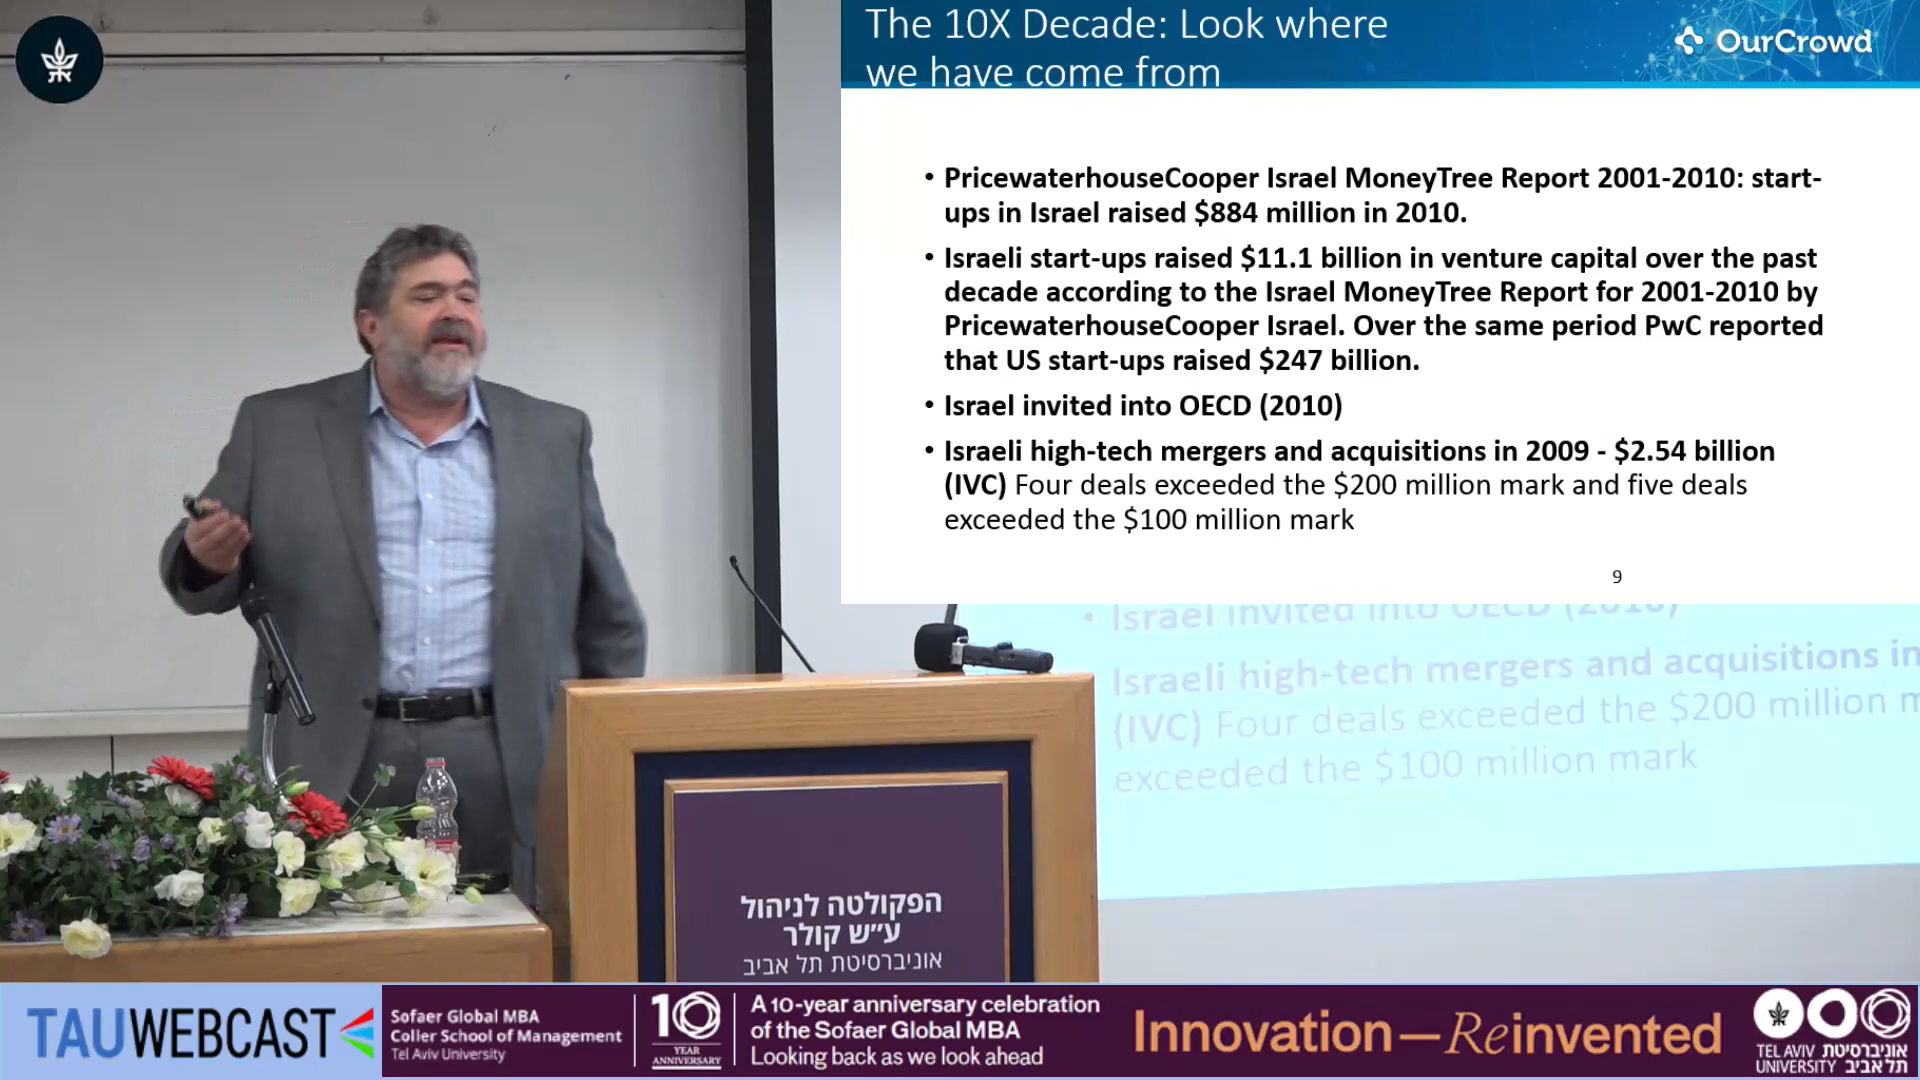 The 10X Decade: Look where
we have come from
OurCrowd
• PricewaterhouseCooper Israel MoneyTree Report 2001-2010: start-
ups in Israel raised $884 million in 2010.
• Israeli start-ups raised $11.1 billion in venture capital over the past
decade according to the Israel MoneyTree Report for 2001-2010 by
PricewaterhouseCooper Israel. Over the same period PwC reported
that US start-ups raised $247 billion.
• Israel invited into OECD (2010)
• Israeli high-tech mergers and acquisitions in 2009 - $2.54 billion
(IVC) Four deals exceeded the $200 million mark and five deals
exceeded the $100 million mark
9
• Israel invited into OECD (2010)
Israeli high-tech mergers and acquisitions in
(IVC) Four deals exceeded the $200 million m
exceeded the $100 million mark
הפקולטה לניהול
ע״ש קולר
אוניברסיטת תל אביב
TAUWEBCAST
Sofaer Global MBA
Coller School of Management
Tel Aviv University
10
YEAR
ANNIVERSARY
A 10-year anniversary celebration
of the Sofaer Global MBA
Looking back as we look ahead
Innovation—Reinvented
TEL AVIV אוניברסיטת
UNIVERSITY תל אביב